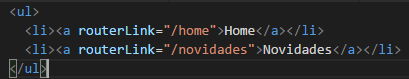 <ul>
  <li><a routerLink="/home">Home</a></li>
  <li><a routerLink="/novidades">Novidades</a></li>
</ul>